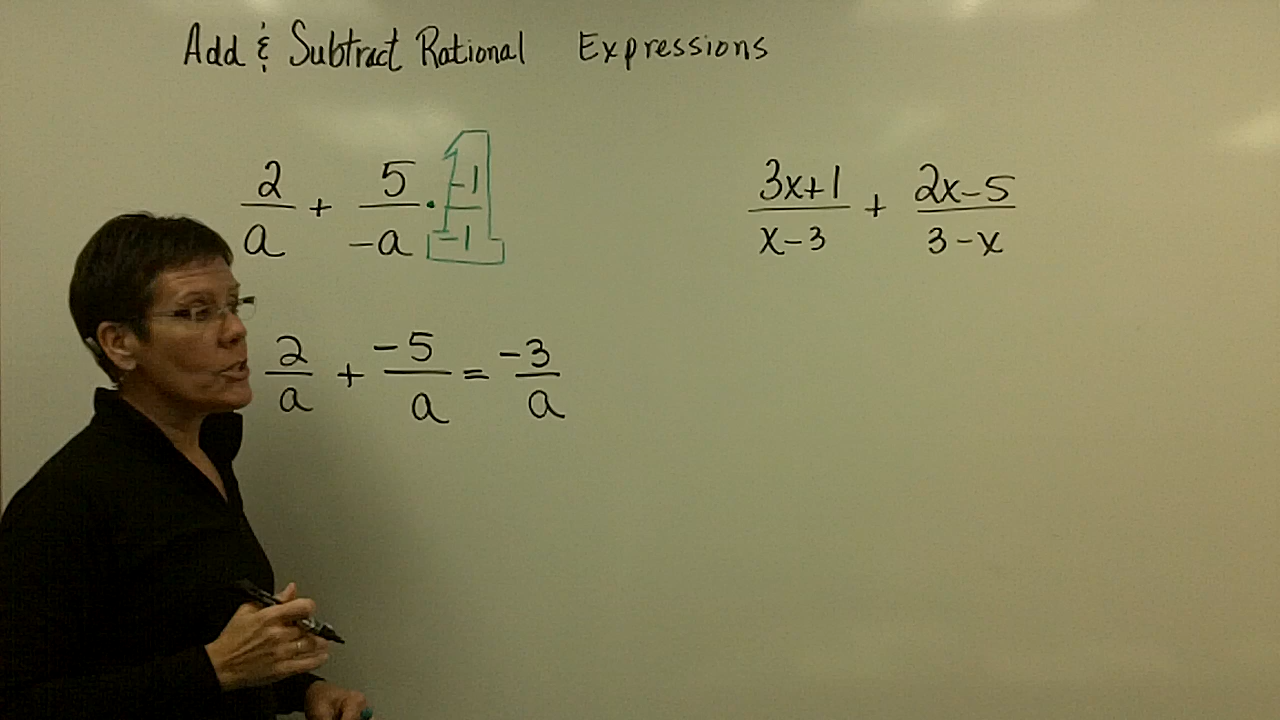 Add & Subtract Rational Expressions
2/a + 5/-a · -1/-1
2/a + -5/a = -3/a
3x+1/x-3 + 2x-5/3-x